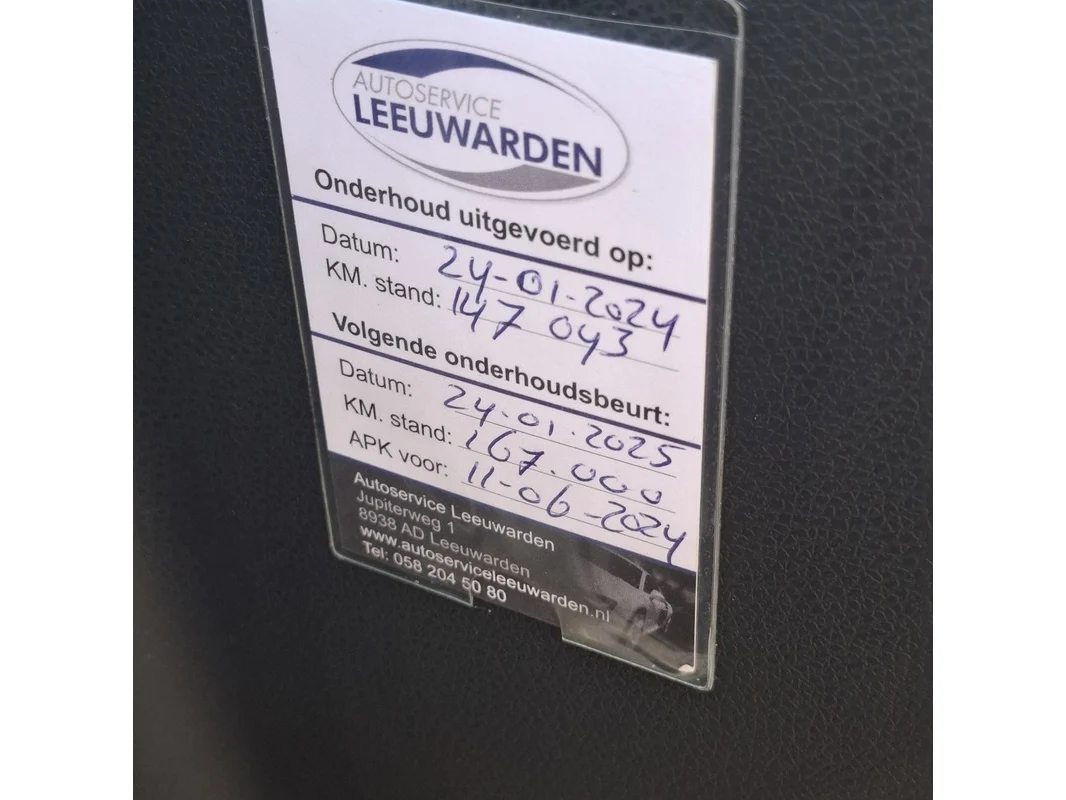 AUTOSERVICE
LEEUWARDEN
Onderhoud uitgevoerd op:
Datum: 24-01-2024
KM. stand: 147 043
Volgende onderhoudsbeurt:
Datum: 24-01-2025
KM. stand: 167.000
APK voor: 11-06-2024
Autoservice Leeuwarden
Jupiterweg 1
8938 AD Leeuwarden
www.autoserviceleeuwarden.nl
Tel: 058 204 50 80